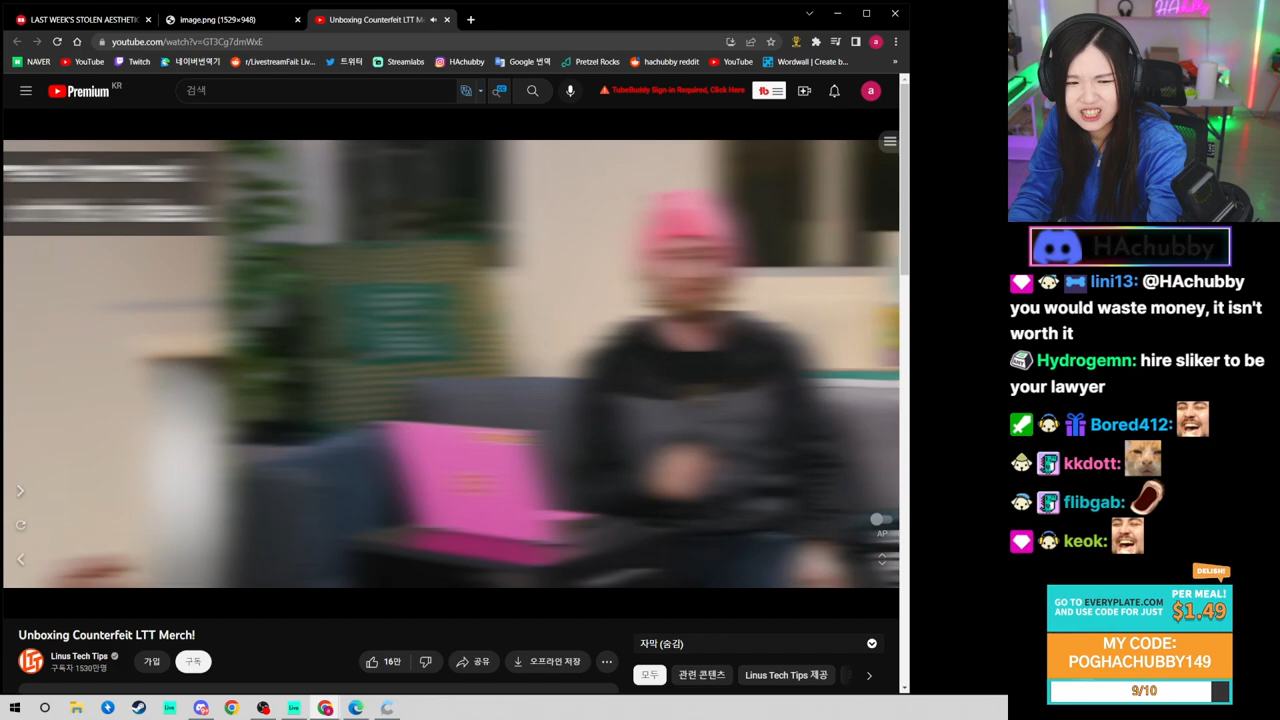 LAST WEEK'S STOLEN AESTHETIC
image.png (1529×948)
Unboxing Counterfeit LTT Me
youtube.com/watch?v=GT3Cg7dmWxE
NAVER
YouTube
Twitch
네이버번역기
r/LivestreamFail: Liv...
트위터
Streamlabs
HAchubby
Google 번역
Pretzel Rocks
hachubby reddit
YouTube
Wordwall | Create b...
Premium KR
검색
TubeBuddy Sign-in Required, Click Here
tb
a
AP
Unboxing Counterfeit LTT Merch!
Linus Tech Tips
구독자 1530만명
가입
구독
16만
공유
오프라인 저장
자막 (숨김)
모두
관련 콘텐츠
Linus Tech Tips 제공
Live
Live
HAchubby
lini13: @HAchubby
you would waste money, it isn't
worth it
Hydrogemn: hire sliker to be
your lawyer
Bored412:
kkdott:
flibgab:
keok:
DELISH!
GO TO EVERYPLATE.COM
AND USE CODE FOR JUST
PER MEAL!
$1.49
MY CODE:
POGHACHUBBY149
9/10